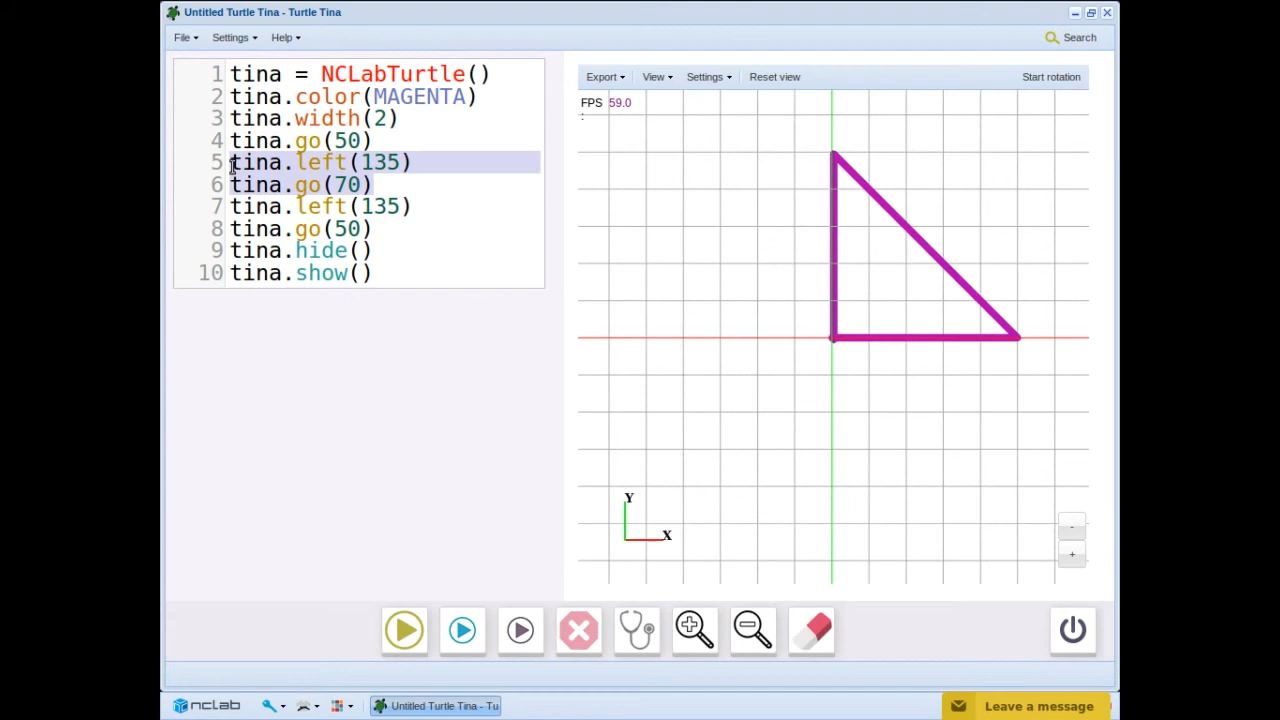 Untitled Turtle Tina - Turtle Tina
File Settings Help Search
1 tina = NCLabTurtle()
2 tina.color(MAGENTA)
3 tina.width(2)
4 tina.go(50)
5 tina.left(135)
6 tina.go(70)
7 tina.left(135)
8 tina.go(50)
9 tina.hide()
10 tina.show()
Export View Settings Reset view Start rotation
FPS 59.0
:
Y
X
-
+
nclab Untitled Turtle Tina - Tu Leave a message